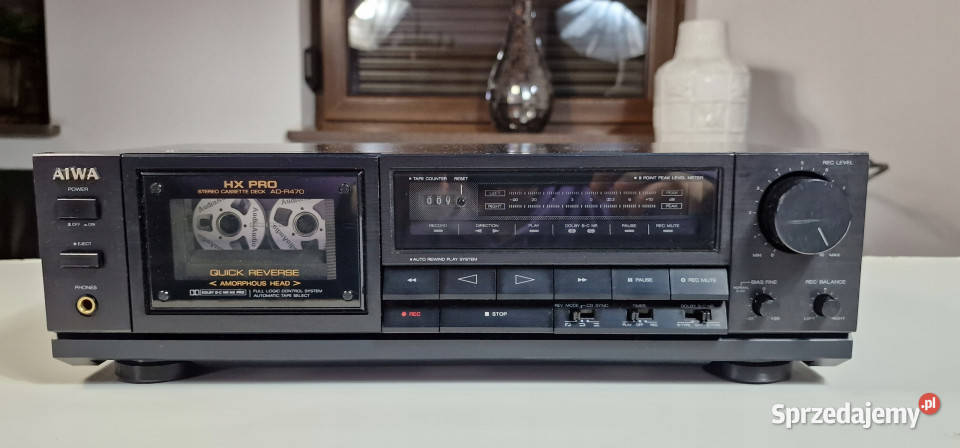 AIWA
POWER
OFF ON
EJECT
PHONES
HX PRO
STEREO CASSETTE DECK AD-R470
QUICK REVERSE
< AMORPHOUS HEAD >
DOLBY B-C NR HX PRO
FULL LOGIC CONTROL SYSTEM
AUTOMATIC TAPE SELECT
TAPE COUNTER RESET
8 POINT PEAK LEVEL METER
LEFT PEAK
RIGHT PEAK
RECORD DIRECTION PLAY DOLBY B-C NR PAUSE REC MUTE
AUTO REWIND PLAY SYSTEM
PAUSE REC MUTE
REC STOP
REV MODE CD SYNC TIMER DOLBY B-C NR
PLAY OFF REC
REC LEVEL
MIN MAX
BIAS FINE REC BALANCE
LEFT RIGHT
Sprzedajemy.pl